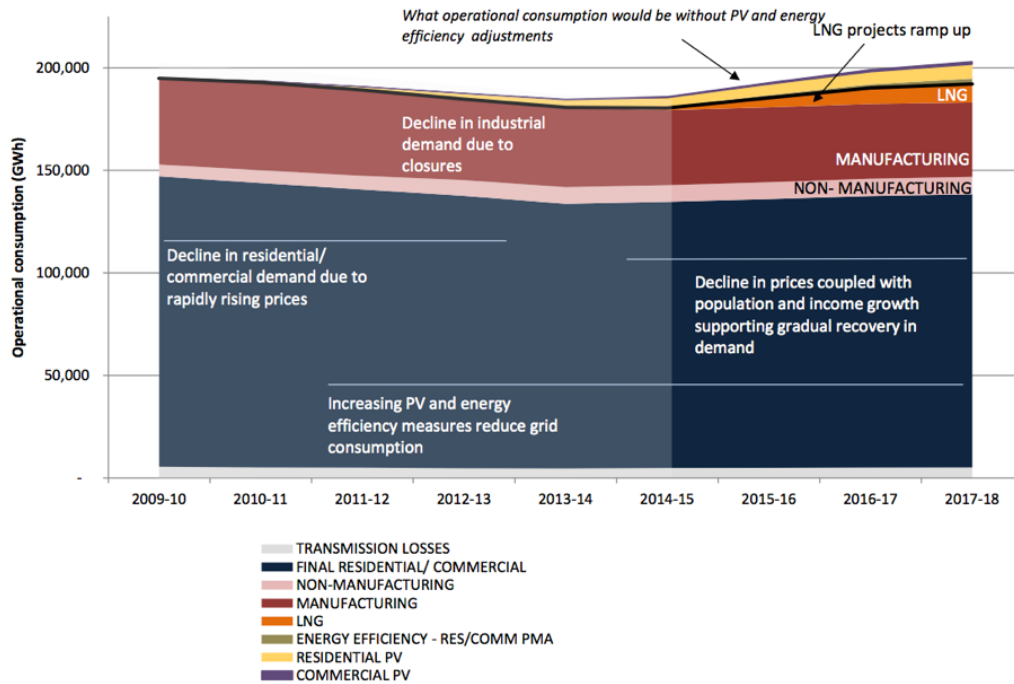 What operational consumption would be without PV and energy
efficiency adjustments
LNG projects ramp up
Operational consumption (GWh)
200,000
150,000
100,000
50,000
-
Decline in industrial
demand due to
closures
LNG
MANUFACTURING
NON- MANUFACTURING
Decline in residential/
commercial demand due to
rapidly rising prices
Decline in prices coupled with
population and income growth
supporting gradual recovery in
demand
Increasing PV and energy
efficiency measures reduce grid
consumption
2009-10
2010-11
2011-12
2012-13
2013-14
2014-15
2015-16
2016-17
2017-18
TRANSMISSION LOSSES
FINAL RESIDENTIAL/ COMMERCIAL
NON-MANUFACTURING
MANUFACTURING
LNG
ENERGY EFFICIENCY - RES/COMM PMA
RESIDENTIAL PV
COMMERCIAL PV